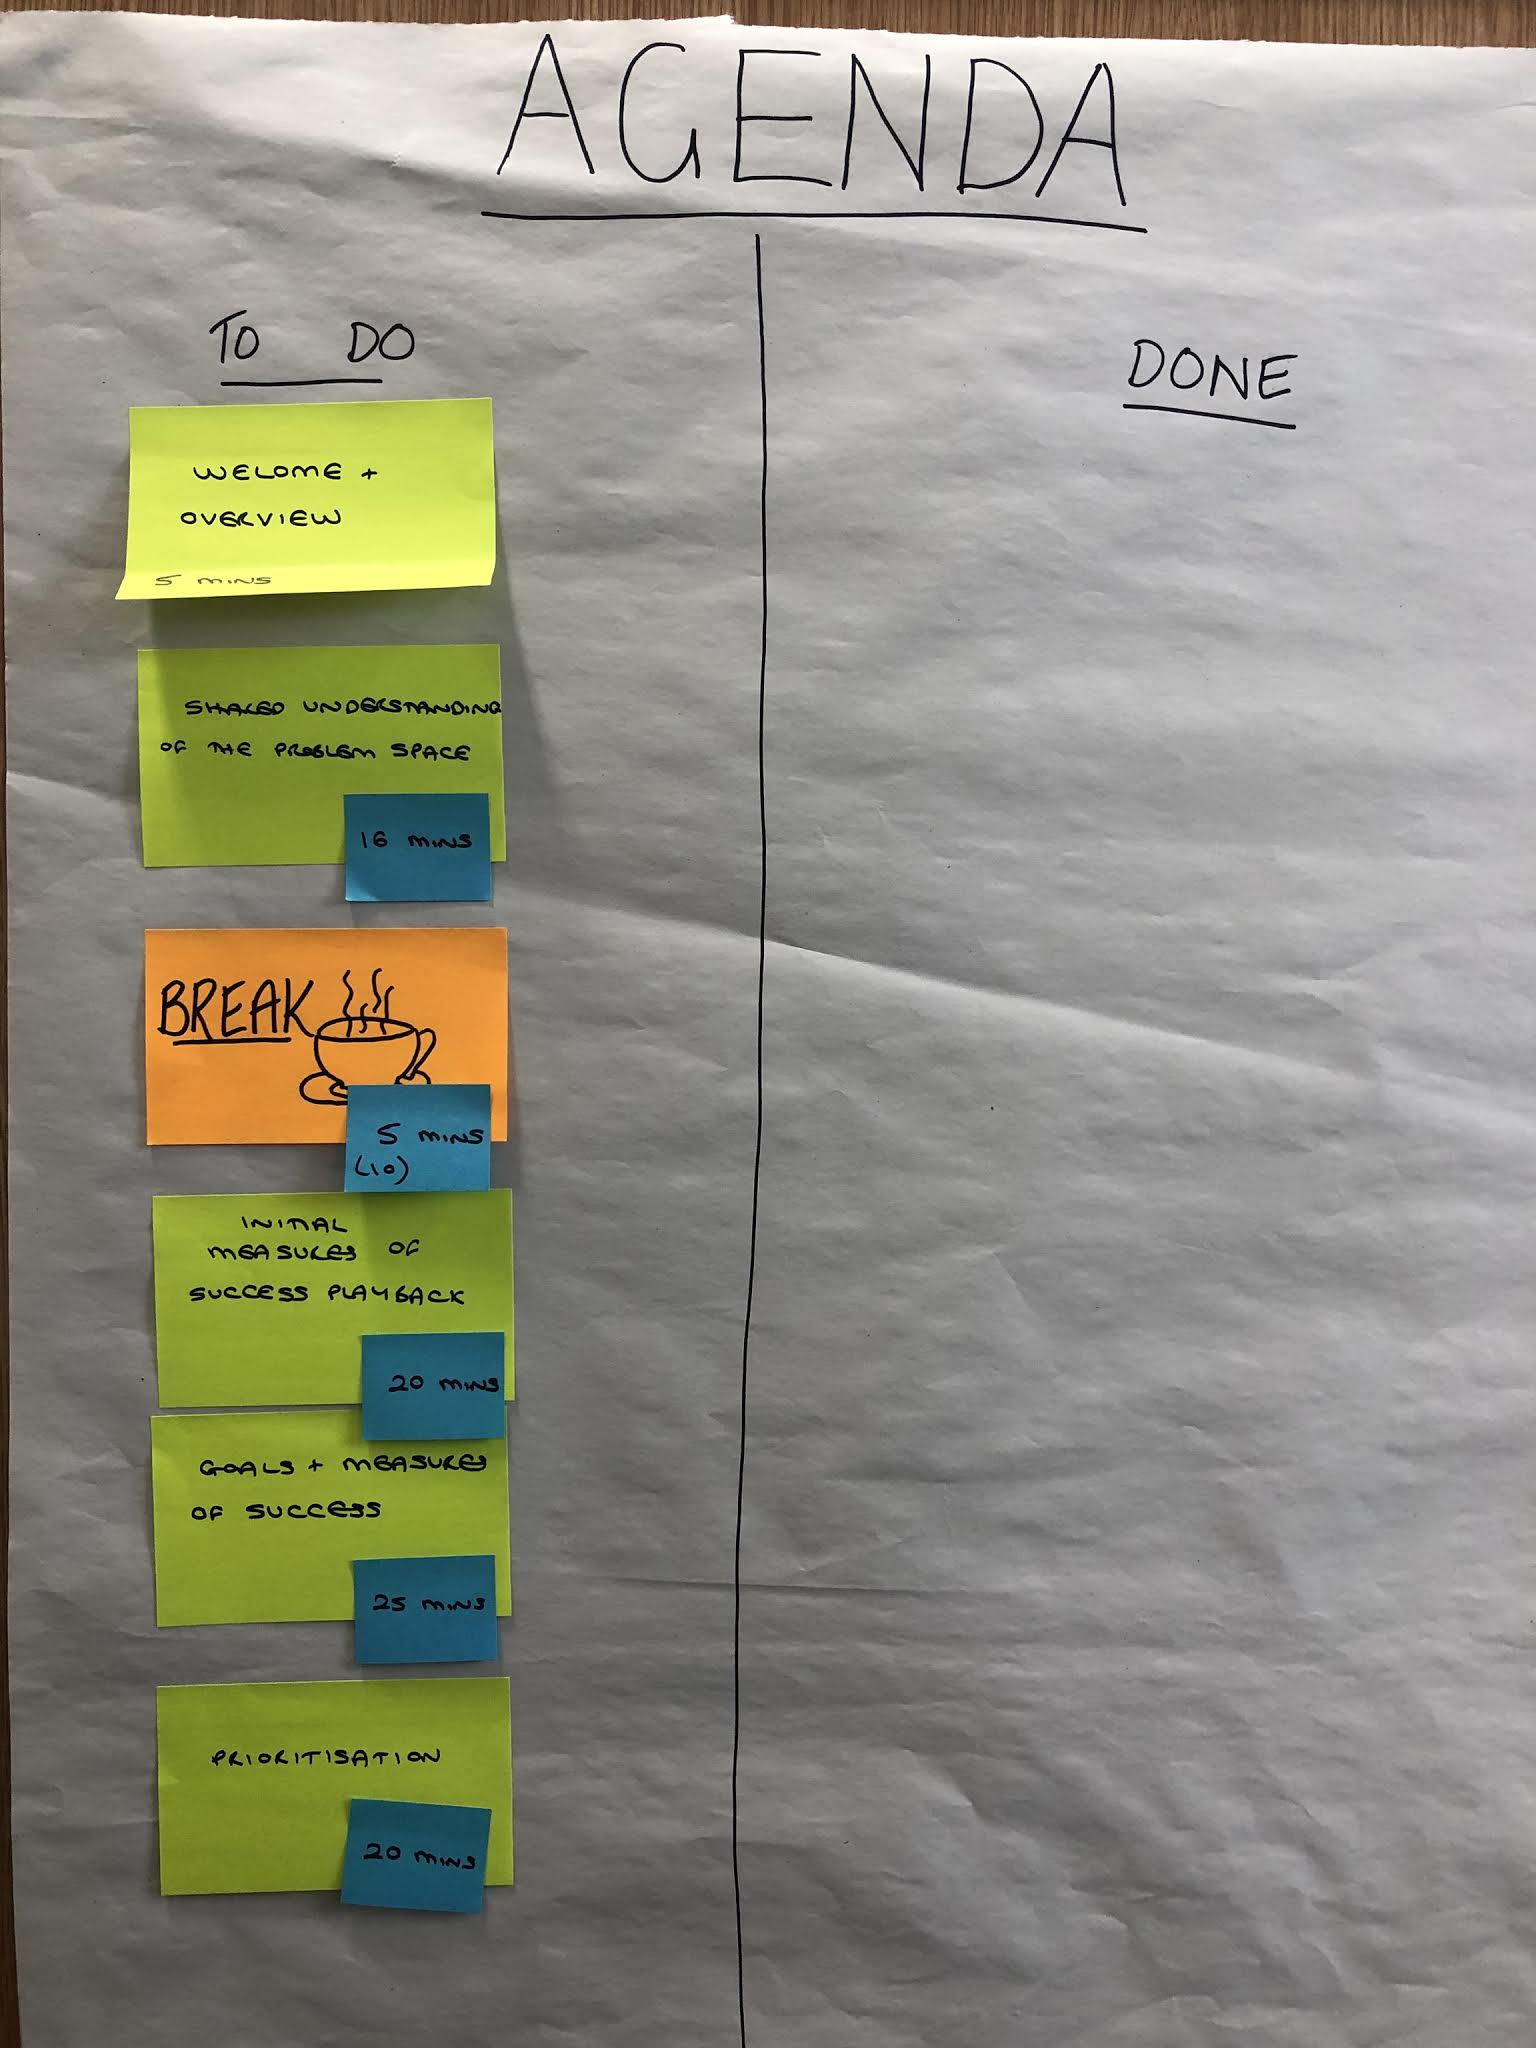 AGENDA
TO DO
DONE
WELOME +
OVERVIEW
5 MINS
SHARED UNDERSTANDING
OF THE PROBLEM SPACE
16 MINS
BREAK
5 MINS
(10)
INITIAL
MEASURES OF
SUCCESS PLAYBACK
20 MINS
GOALS + MEASURES
OF SUCCESS
25 MINS
PRIORITISATION
20 MINS